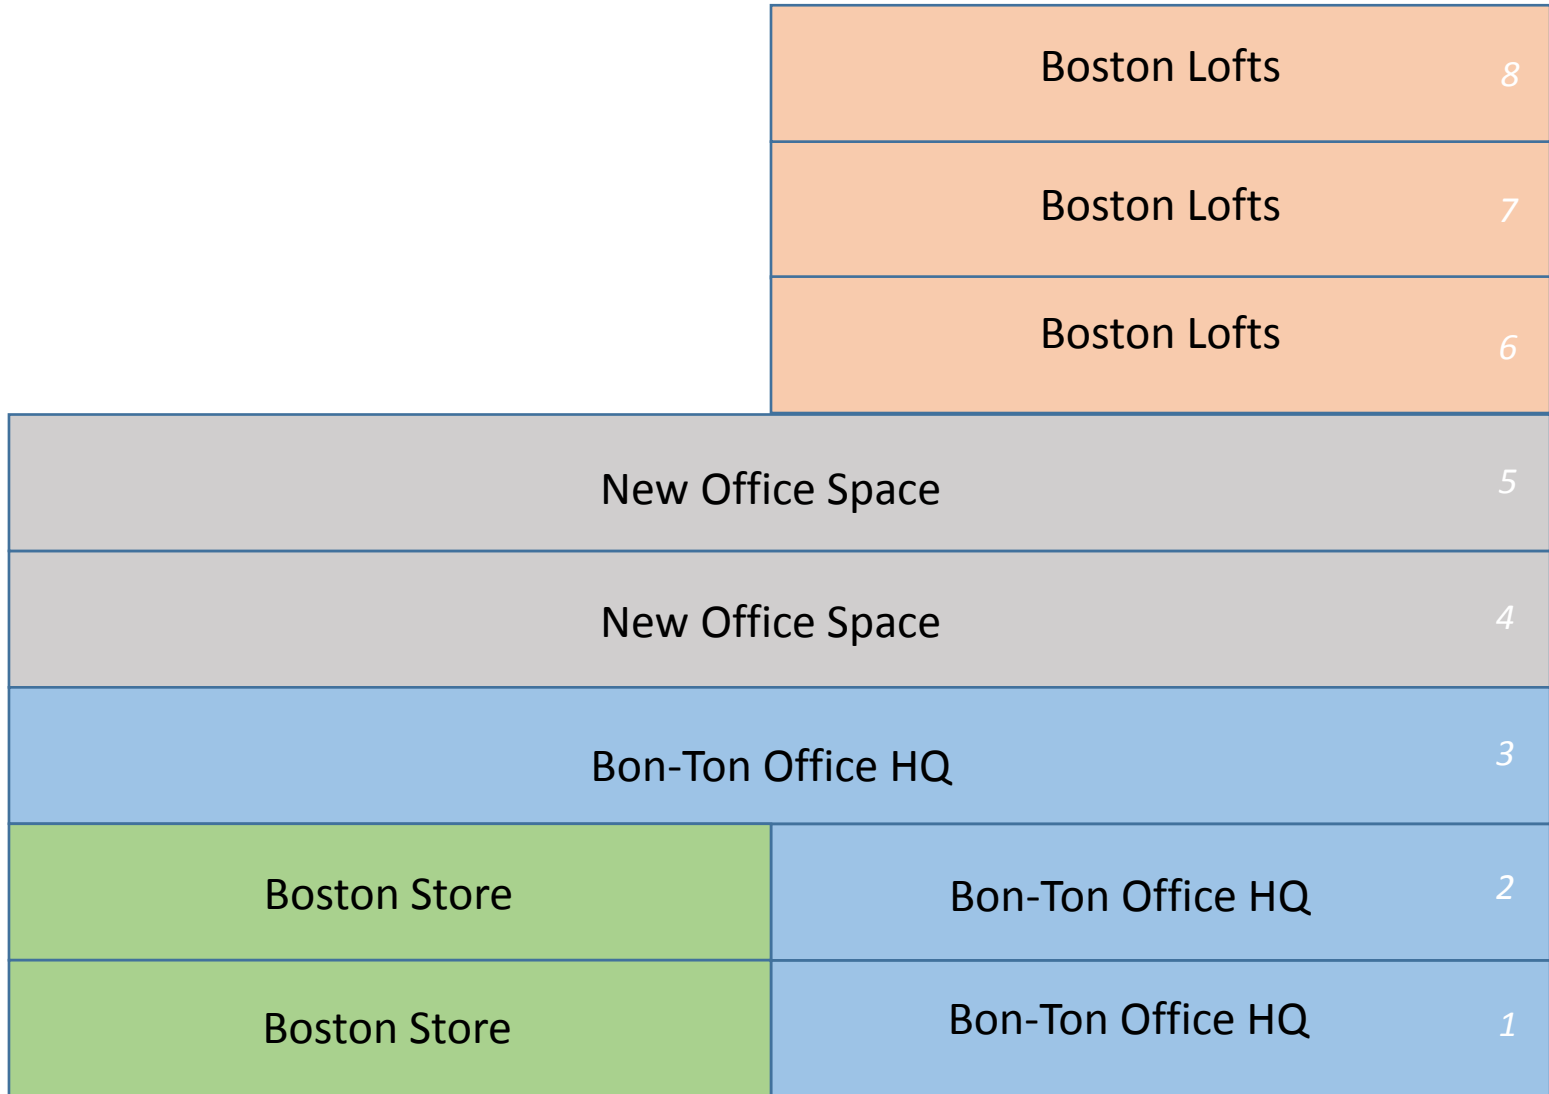 Boston Lofts 8
Boston Lofts 7
Boston Lofts 6
New Office Space 5
New Office Space 4
Bon-Ton Office HQ 3
Boston Store Bon-Ton Office HQ 2
Boston Store Bon-Ton Office HQ 1